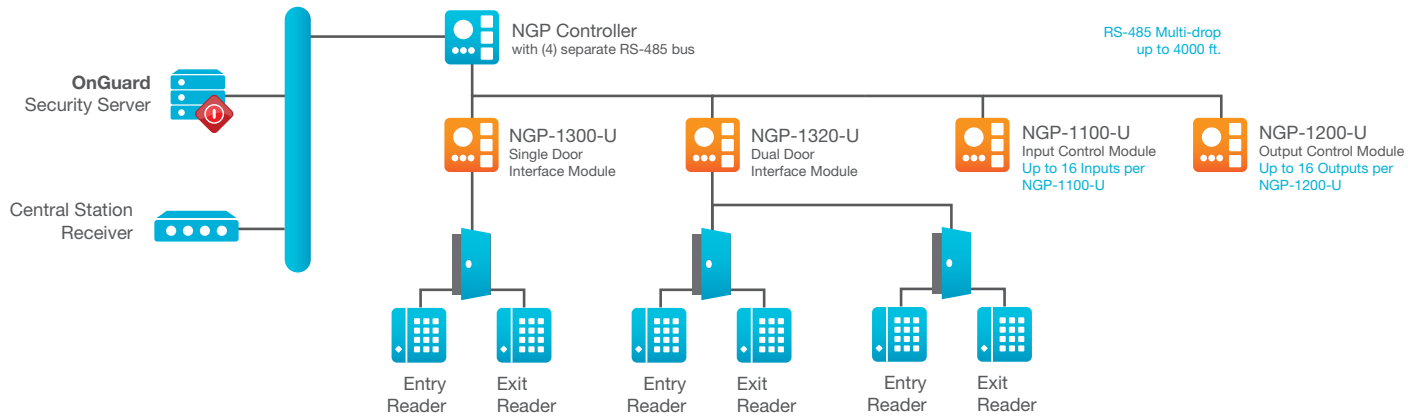 NGP Controller
with (4) separate RS-485 bus
RS-485 Multi-drop
up to 4000 ft.
OnGuard
Security Server
NGP-1300-U
Single Door
Interface Module
NGP-1320-U
Dual Door
Interface Module
NGP-1100-U
Input Control Module
Up to 16 Inputs per
NGP-1100-U
NGP-1200-U
Output Control Module
Up to 16 Outputs per
NGP-1200-U
Central Station
Receiver
Entry
Reader
Exit
Reader
Entry
Reader
Exit
Reader
Entry
Reader
Exit
Reader